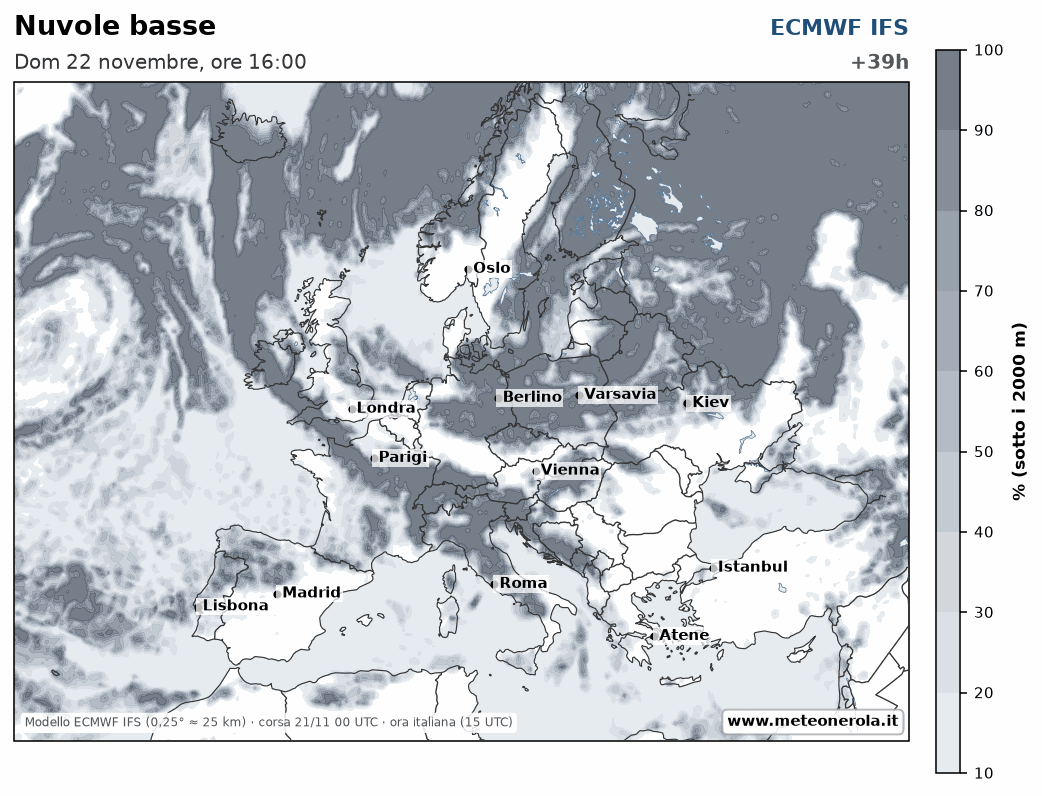 Nuvole basse
ECMWF IFS
Dom 22 novembre, ore 16:00
+39h
100
90
80
70
60
50
40
30
20
10
% (sotto i 2000 m)
Oslo
Londra
Berlino
Varsavia
Kiev
Parigi
Vienna
Istanbul
Roma
Madrid
Lisbona
Atene
Modello ECMWF IFS (0,25° ≈ 25 km) · corsa 21/11 00 UTC · ora italiana (15 UTC)
www.meteonerola.it